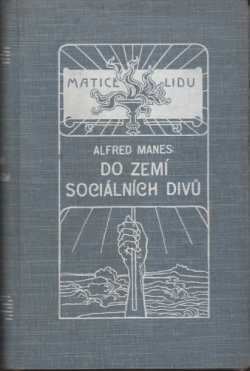 MATICE LIDU
ALFRED MANES:
DO ZEMÍ
SOCIÁLNÍCH DIVŮ